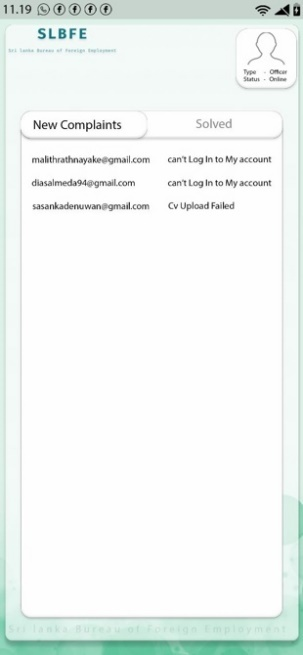 11.19
SLBFE
Sri lanka Bureau of Foreign Employment
Type - Officer
Status - Online
New Complaints Solved
malithrathnayake@gmail.com can't Log In to My account
diasalmeda94@gmail.com can't Log In to My account
sasankadenuwan@gmail.com Cv Upload Failed
Sri lanka Bureau of Foreign Employment